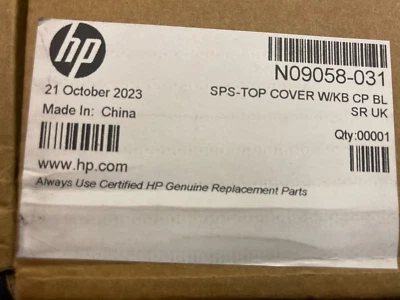 hp
N09058-031
21 October 2023
SPS-TOP COVER W/KB CP BL
SR UK
Made In: China
Qty:00001
www.hp.com
Always Use Certified HP Genuine Replacement Parts